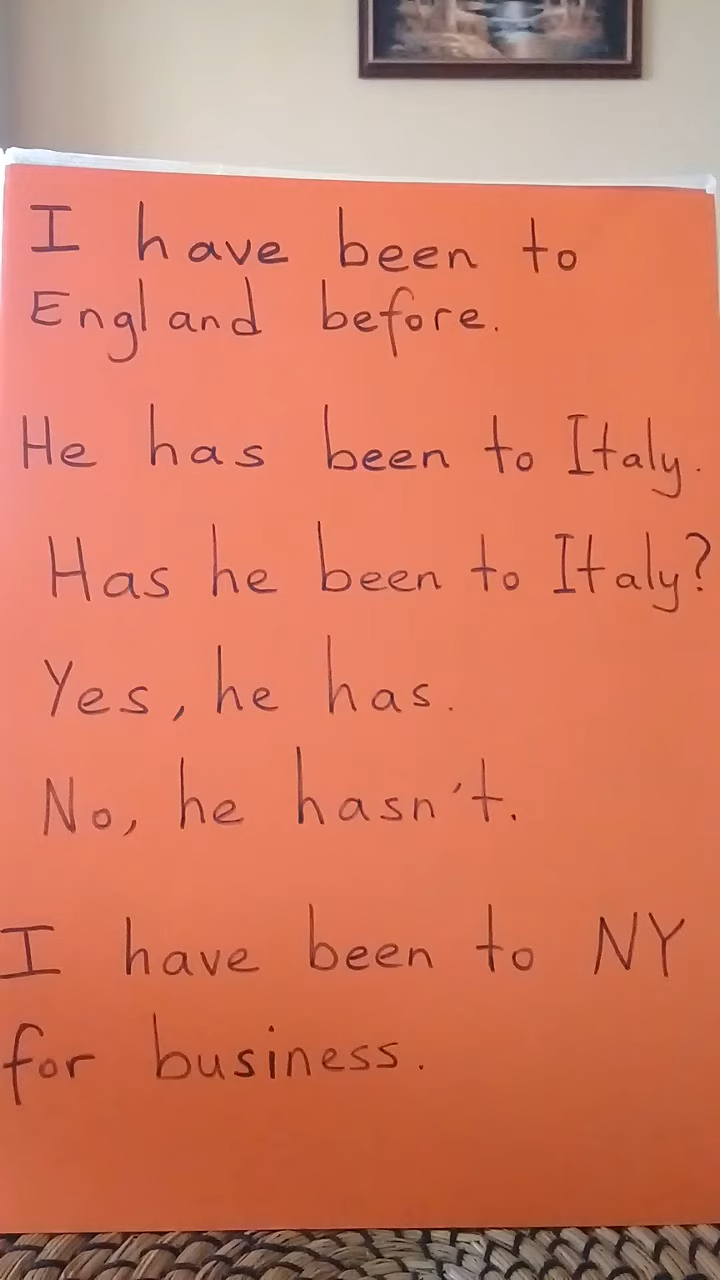 I have been to
England before.
He has been to Italy.
Has he been to Italy?
Yes, he has.
No, he hasn't.
I have been to NY
for business.